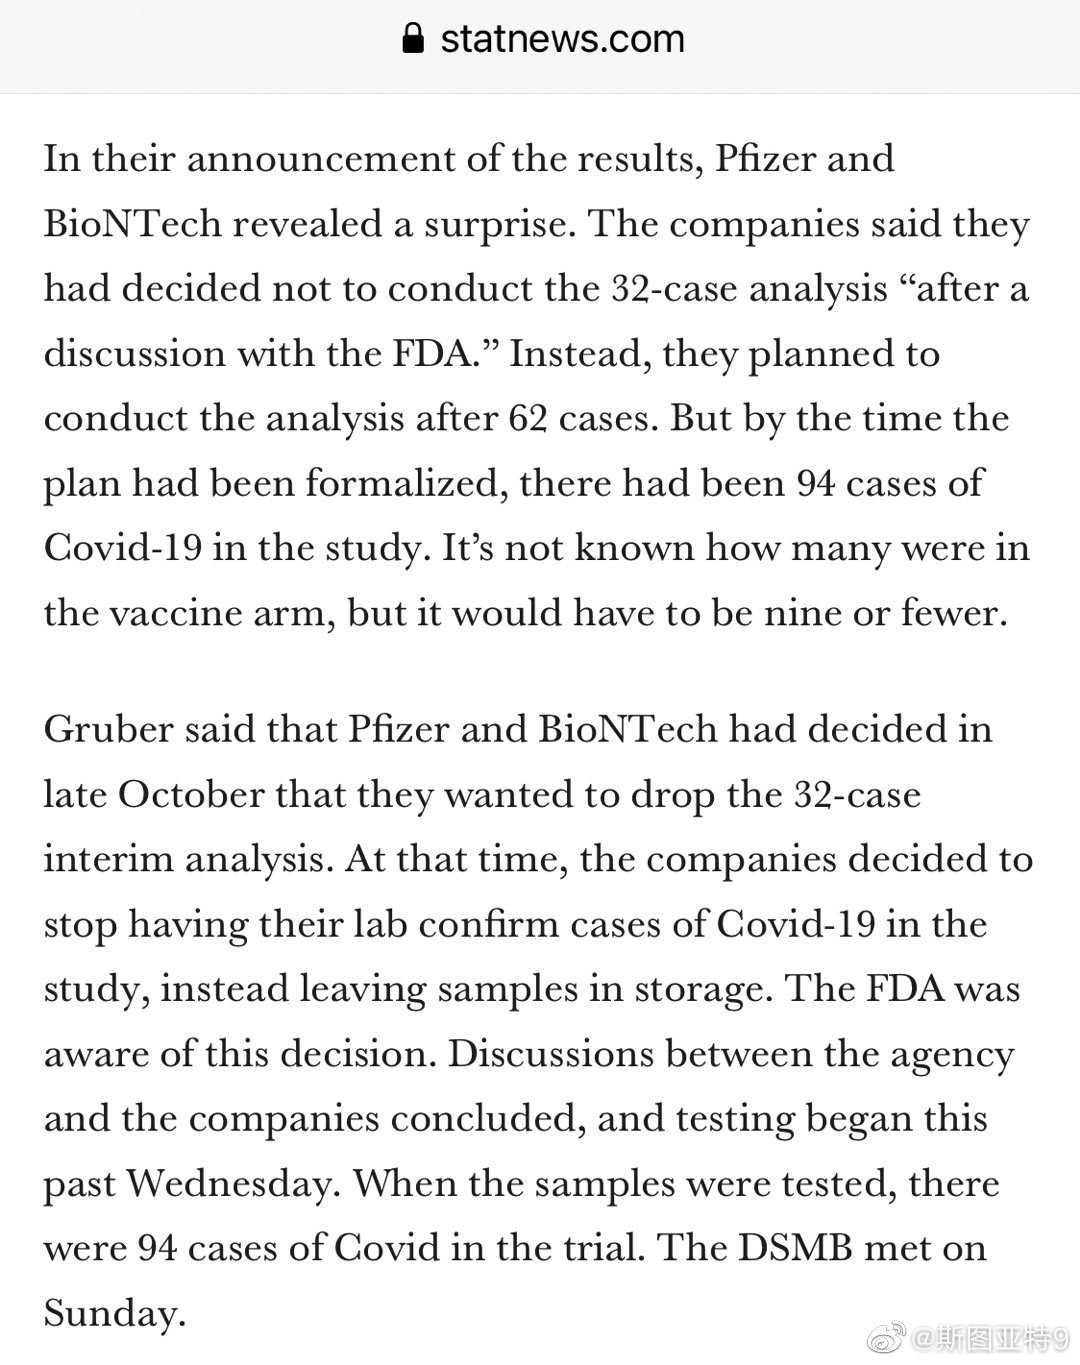 statnews.com
In their announcement of the results, Pfizer and
BioNTech revealed a surprise. The companies said they
had decided not to conduct the 32-case analysis “after a
discussion with the FDA.” Instead, they planned to
conduct the analysis after 62 cases. But by the time the
plan had been formalized, there had been 94 cases of
Covid-19 in the study. It’s not known how many were in
the vaccine arm, but it would have to be nine or fewer.
Gruber said that Pfizer and BioNTech had decided in
late October that they wanted to drop the 32-case
interim analysis. At that time, the companies decided to
stop having their lab confirm cases of Covid-19 in the
study, instead leaving samples in storage. The FDA was
aware of this decision. Discussions between the agency
and the companies concluded, and testing began this
past Wednesday. When the samples were tested, there
were 94 cases of Covid in the trial. The DSMB met on
Sunday.
@斯图亚特9